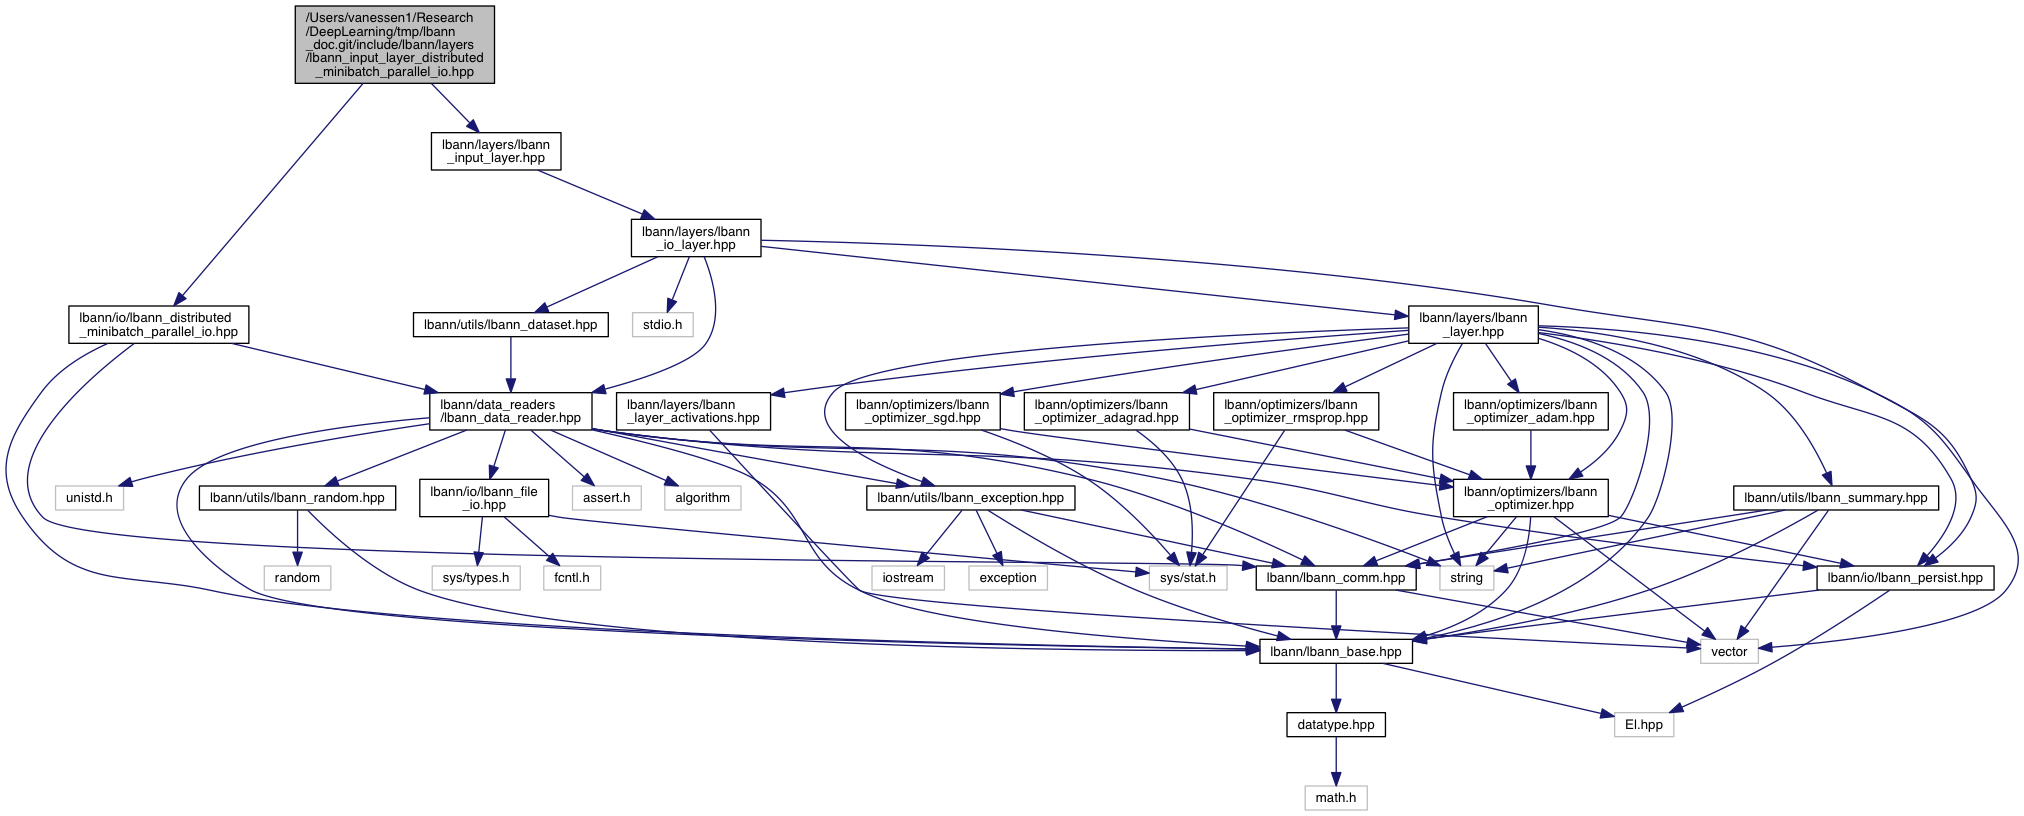 /Users/vanessen1/Research
/DeepLearning/tmp/lbann
_doc.git/include/lbann/layers
/lbann_input_layer_distributed
_minibatch_parallel_io.hpp
lbann/layers/lbann
_input_layer.hpp
lbann/layers/lbann
_io_layer.hpp
lbann/io/lbann_distributed
_minibatch_parallel_io.hpp
lbann/utils/lbann_dataset.hpp
stdio.h
lbann/layers/lbann
_layer.hpp
lbann/data_readers
/lbann_data_reader.hpp
lbann/layers/lbann
_layer_activations.hpp
lbann/optimizers/lbann
_optimizer_sgd.hpp
lbann/optimizers/lbann
_optimizer_adagrad.hpp
lbann/optimizers/lbann
_optimizer_rmsprop.hpp
lbann/optimizers/lbann
_optimizer_adam.hpp
unistd.h
lbann/utils/lbann_random.hpp
lbann/io/lbann_file
_io.hpp
assert.h
algorithm
lbann/utils/lbann_exception.hpp
lbann/optimizers/lbann
_optimizer.hpp
lbann/utils/lbann_summary.hpp
random
sys/types.h
fcntl.h
iostream
exception
sys/stat.h
lbann/lbann_comm.hpp
string
lbann/io/lbann_persist.hpp
lbann/lbann_base.hpp
vector
datatype.hpp
El.hpp
math.h